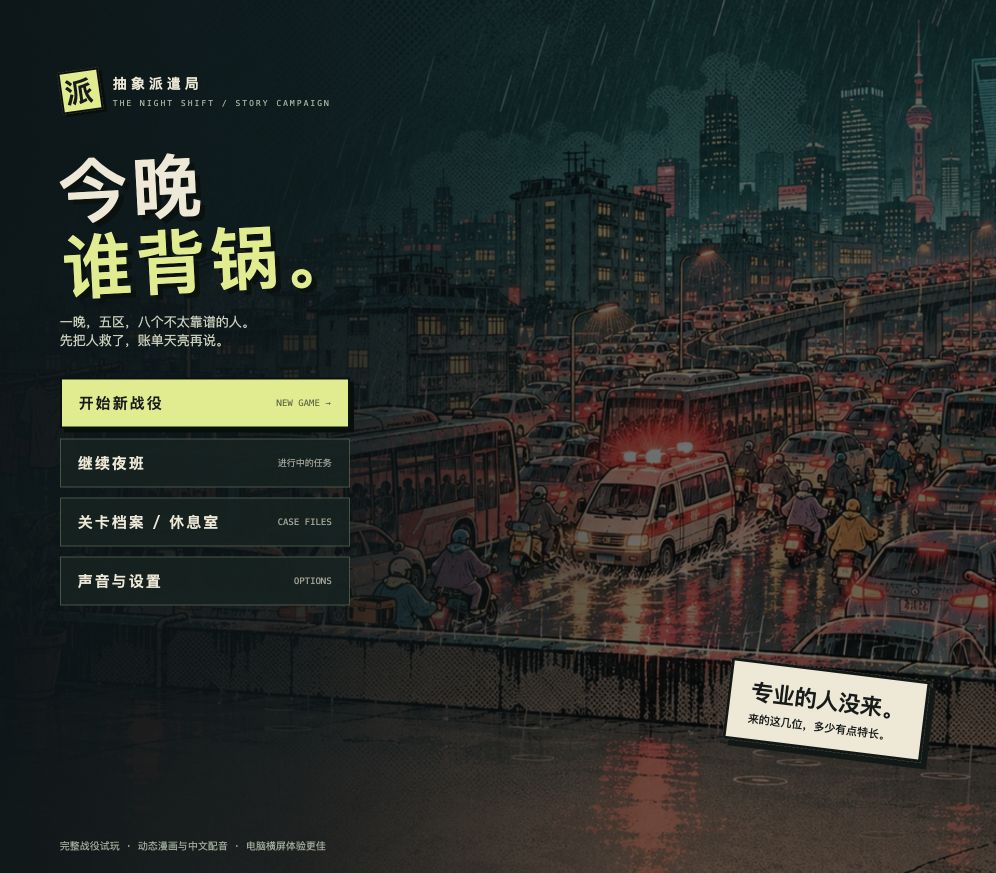 派
抽象派遣局
THE NIGHT SHIFT / STORY CAMPAIGN
今晚
谁背锅。
一晚，五区，八个不太靠谱的人。
先把人救了，账单天亮再说。
开始新战役 NEW GAME →
继续夜班 进行中的任务
关卡档案 / 休息室 CASE FILES
声音与设置 OPTIONS
专业的人没来。
来的这几位，多少有点特长。
完整战役试玩 · 动态漫画与中文配音 · 电脑横屏体验更佳